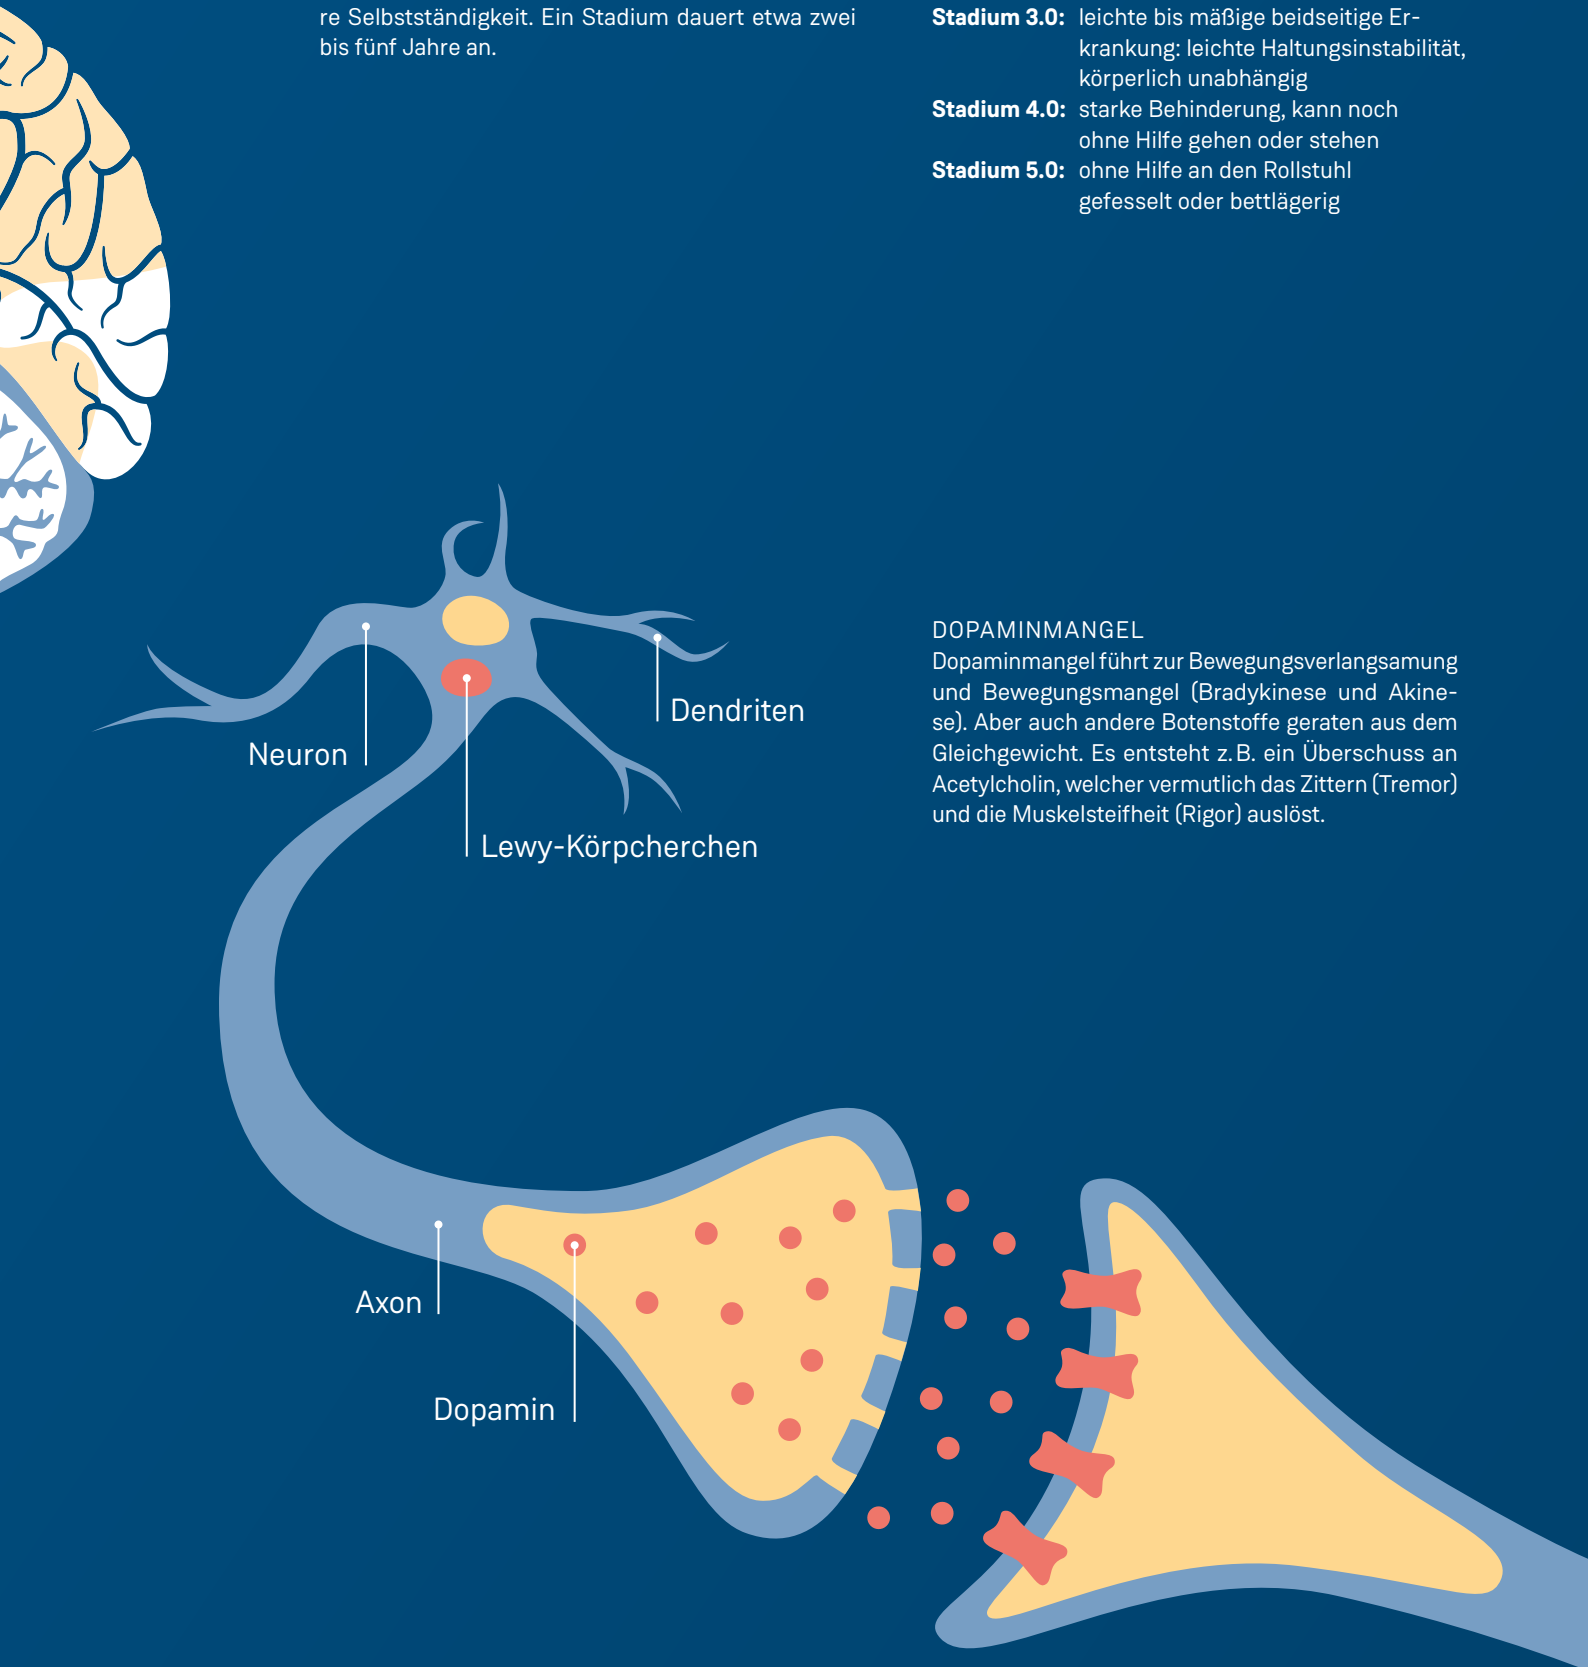 re Selbstständigkeit. Ein Stadium dauert etwa zwei
bis fünf Jahre an.
Stadium 3.0: leichte bis mäßige beidseitige Er-
krankung: leichte Haltungsinstabilität,
körperlich unabhängig
Stadium 4.0: starke Behinderung, kann noch
ohne Hilfe gehen oder stehen
Stadium 5.0: ohne Hilfe an den Rollstuhl
gefesselt oder bettlägerig
Neuron
Dendriten
Lewy-Körpcherchen
DOPAMINMANGEL
Dopaminmangel führt zur Bewegungsverlangsamung
und Bewegungsmangel (Bradykinese und Akine-
se). Aber auch andere Botenstoffe geraten aus dem
Gleichgewicht. Es entsteht z. B. ein Überschuss an
Acetylcholin, welcher vermutlich das Zittern (Tremor)
und die Muskelsteifheit (Rigor) auslöst.
Axon
Dopamin